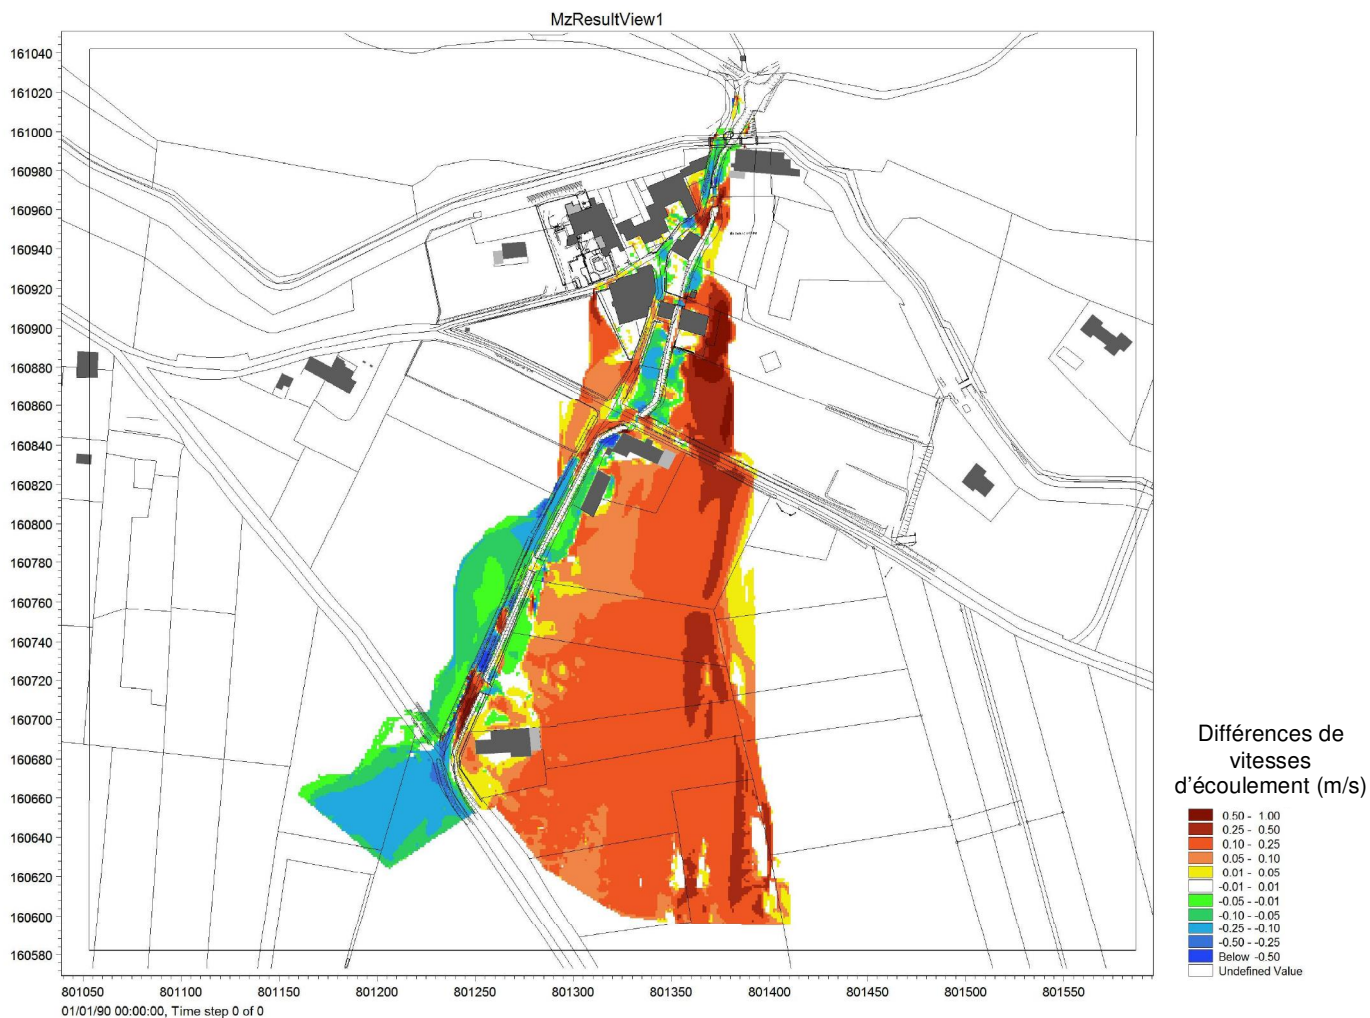 MzResultView1
161040
161020
161000
160980
160960
160940
160920
160900
160880
160860
160840
160820
160800
160780
160760
160740
160720
160700
160680
160660
160640
160620
160600
160580
801050 801100 801150 801200 801250 801300 801350 801400 801450 801500 801550
01/01/90 00:00:00, Time step 0 of 0
Différences de
vitesses
d'écoulement (m/s)
0.50 - 1.00
0.25 - 0.50
0.10 - 0.25
0.05 - 0.10
0.01 - 0.05
-0.01 - 0.01
-0.05 - -0.01
-0.10 - -0.05
-0.25 - -0.10
-0.50 - -0.25
Below -0.50
Undefined Value